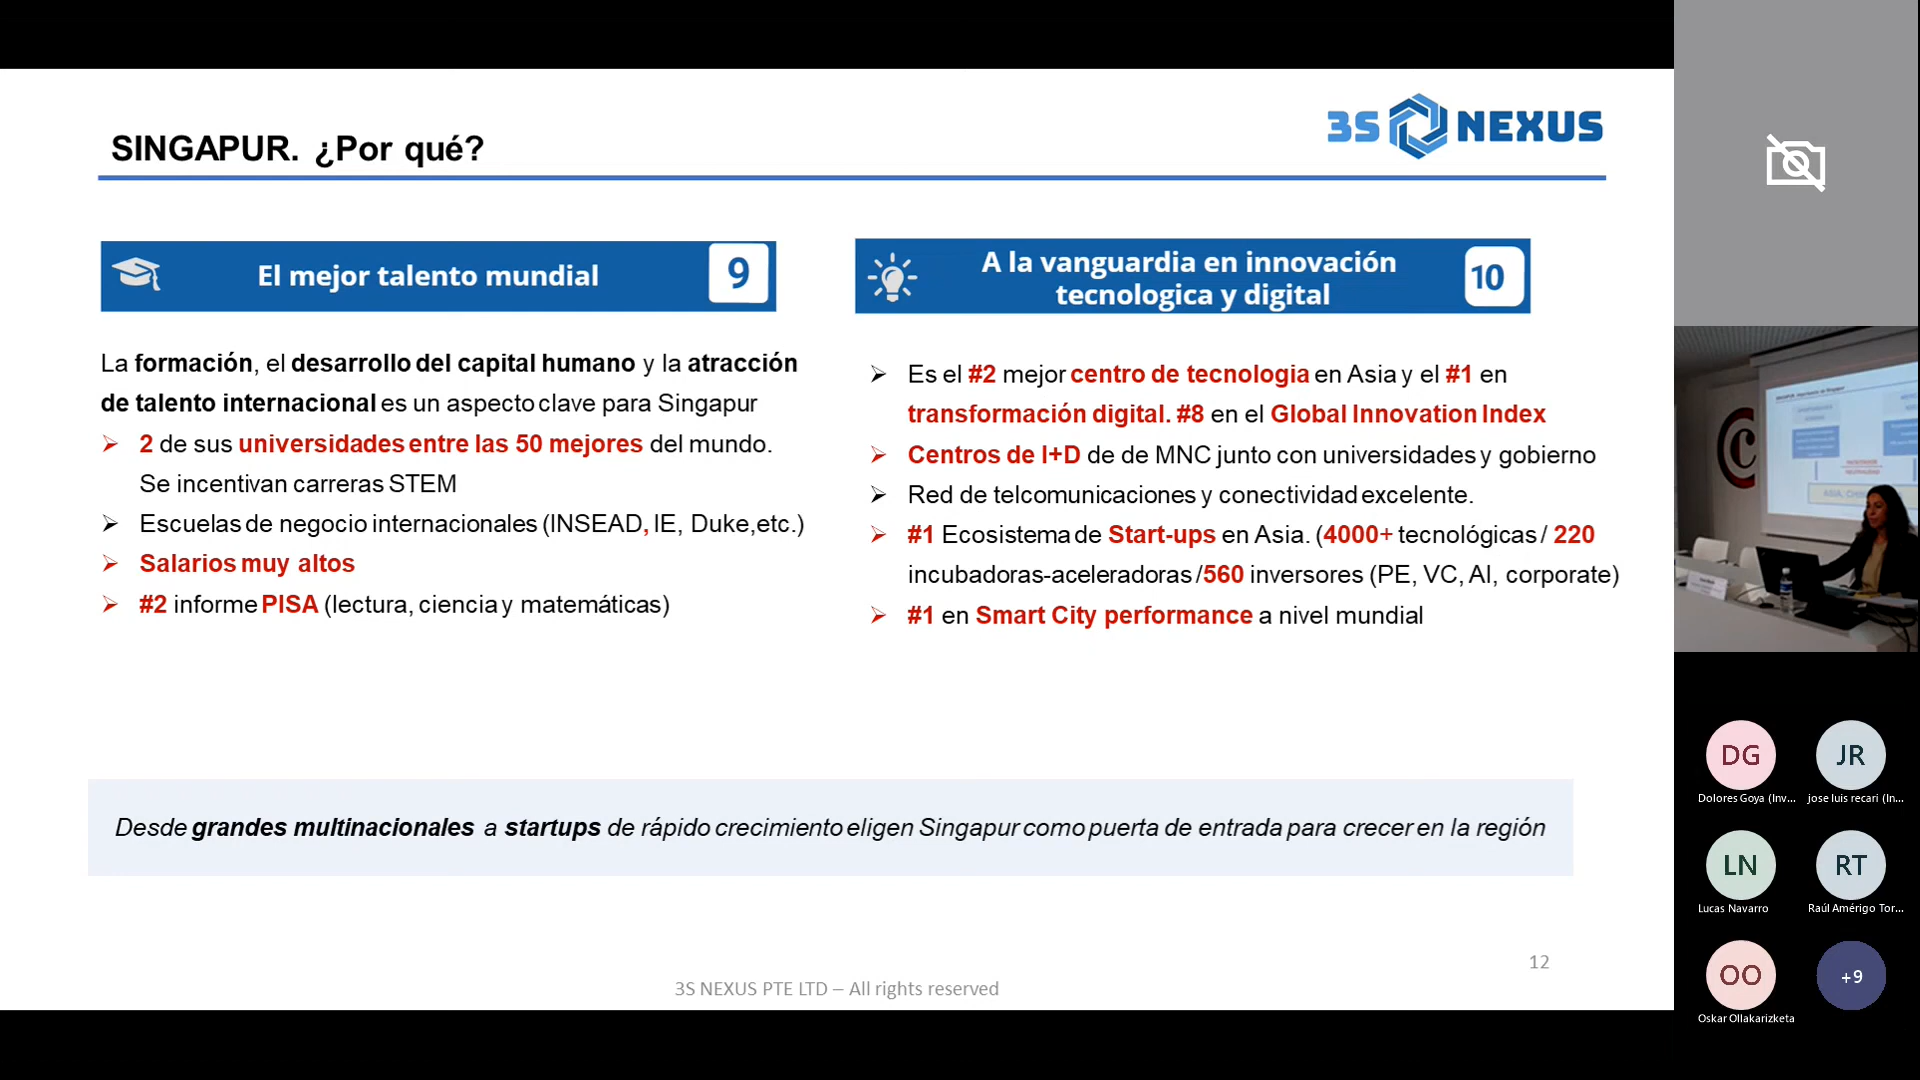 SINGAPUR. ¿Por qué?
3S NEXUS
El mejor talento mundial
9
La formación, el desarrollo del capital humano y la atracción
de talento internacional es un aspecto clave para Singapur
2 de sus universidades entre las 50 mejores del mundo.
Se incentivan carreras STEM
Escuelas de negocio internacionales (INSEAD, IE, Duke,etc.)
Salarios muy altos
#2 informe PISA (lectura, ciencia y matemáticas)
A la vanguardia en innovación
tecnologica y digital
10
Es el #2 mejor centro de tecnologia en Asia y el #1 en
transformación digital. #8 en el Global Innovation Index
Centros de I+D de de MNC junto con universidades y gobierno
Red de telcomunicaciones y conectividad excelente.
#1 Ecosistema de Start-ups en Asia. (4000+ tecnológicas / 220
incubadoras-aceleradoras /560 inversores (PE, VC, AI, corporate)
#1 en Smart City performance a nivel mundial
Desde grandes multinacionales a startups de rápido crecimiento eligen Singapur como puerta de entrada para crecer en la región
12
3S NEXUS PTE LTD – All rights reserved
DG
Dolores Goya (Inv...
JR
jose luis recari (In...
LN
Lucas Navarro
RT
Raúl Amérigo Tor...
OO
Oskar Ollakarizketa
+9